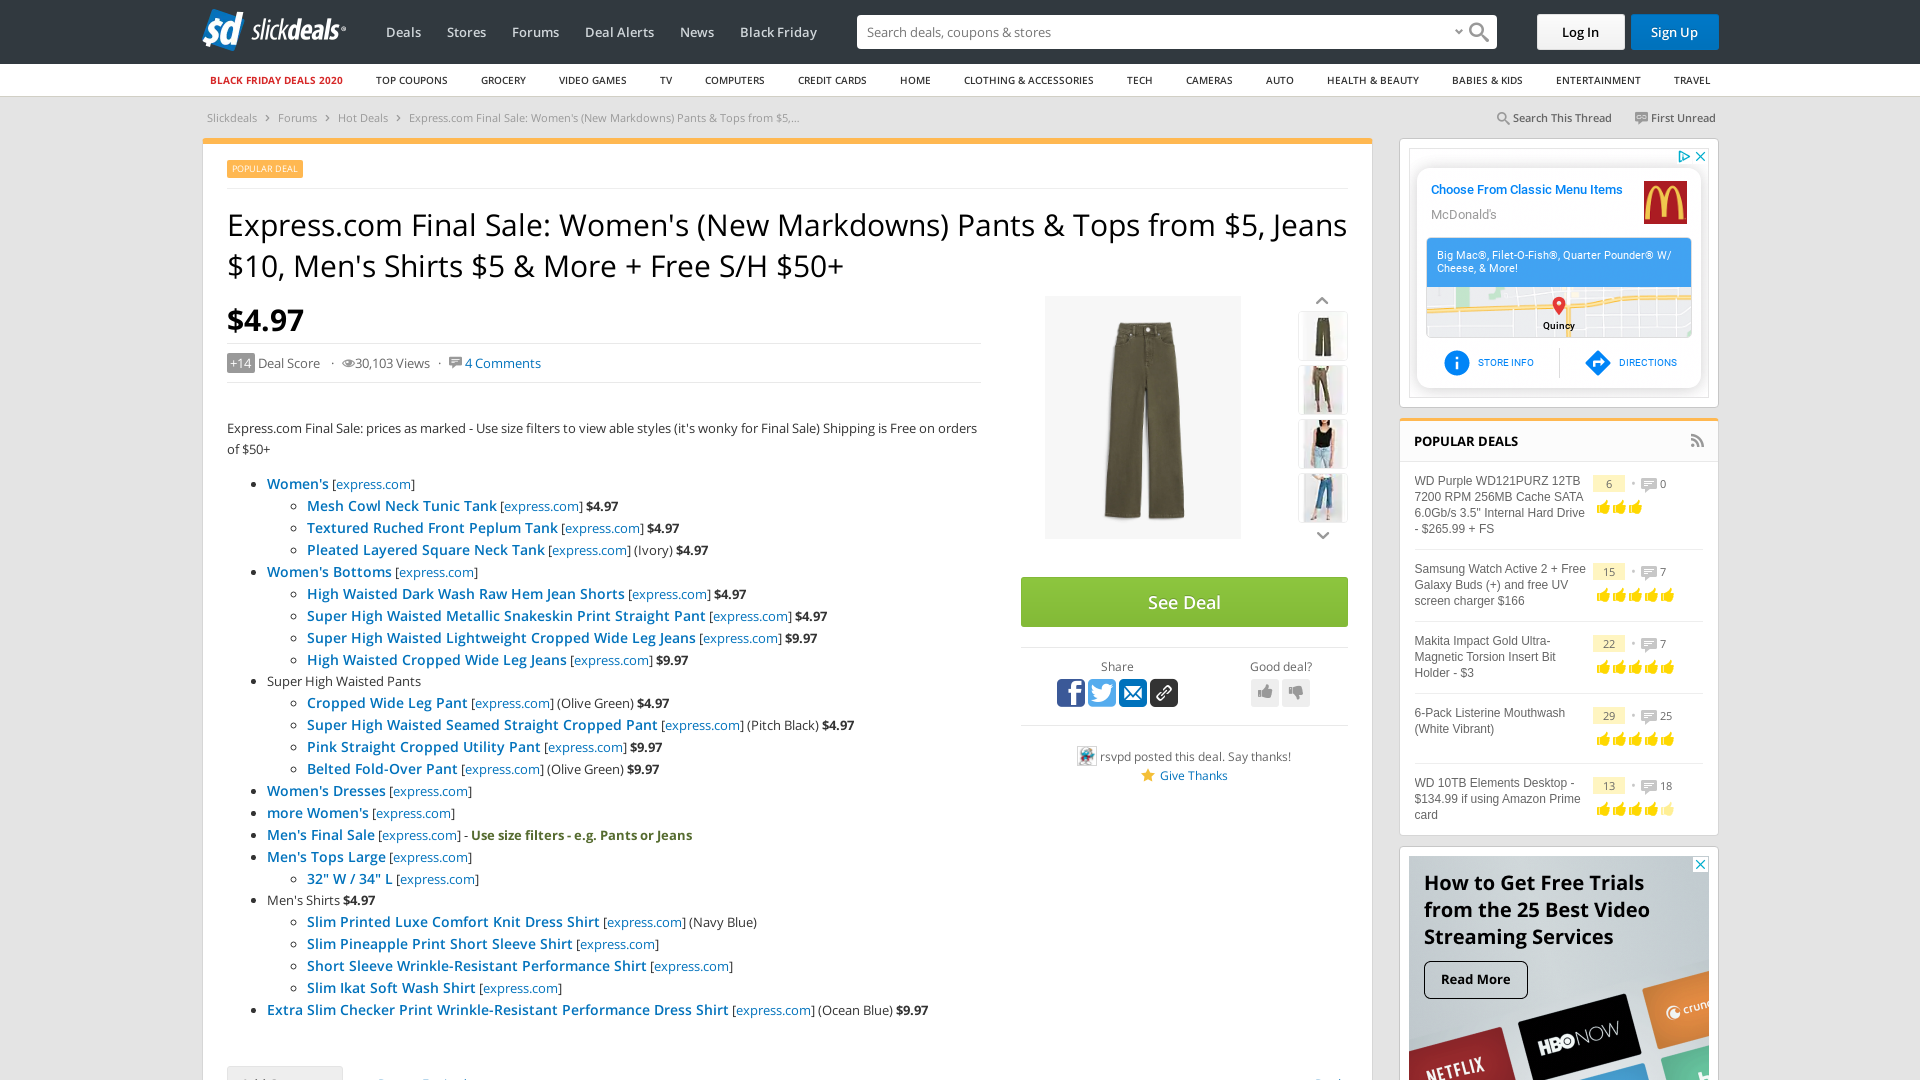 slickdeals
Deals Stores Forums Deal Alerts News Black Friday
Search deals, coupons & stores
Log In Sign Up
BLACK FRIDAY DEALS 2020 TOP COUPONS GROCERY VIDEO GAMES TV COMPUTERS CREDIT CARDS HOME CLOTHING & ACCESSORIES TECH CAMERAS AUTO HEALTH & BEAUTY BABIES & KIDS ENTERTAINMENT TRAVEL
Slickdeals > Forums > Hot Deals > Express.com Final Sale: Women's (New Markdowns) Pants & Tops from $5,...
Search This Thread First Unread
POPULAR DEAL
Express.com Final Sale: Women's (New Markdowns) Pants & Tops from $5, Jeans
$10, Men's Shirts $5 & More + Free S/H $50+
$4.97
+14 Deal Score · 30,103 Views · 4 Comments
Express.com Final Sale: prices as marked - Use size filters to view able styles (it's wonky for Final Sale) Shipping is Free on orders
of $50+
Women's [express.com]
Mesh Cowl Neck Tunic Tank [express.com] $4.97
Textured Ruched Front Peplum Tank [express.com] $4.97
Pleated Layered Square Neck Tank [express.com] (Ivory) $4.97
Women's Bottoms [express.com]
High Waisted Dark Wash Raw Hem Jean Shorts [express.com] $4.97
Super High Waisted Metallic Snakeskin Print Straight Pant [express.com] $4.97
Super High Waisted Lightweight Cropped Wide Leg Jeans [express.com] $9.97
High Waisted Cropped Wide Leg Jeans [express.com] $9.97
Super High Waisted Pants
Cropped Wide Leg Pant [express.com] (Olive Green) $4.97
Super High Waisted Seamed Straight Cropped Pant [express.com] (Pitch Black) $4.97
Pink Straight Cropped Utility Pant [express.com] $9.97
Belted Fold-Over Pant [express.com] (Olive Green) $9.97
Women's Dresses [express.com]
more Women's [express.com]
Men's Final Sale [express.com] - Use size filters - e.g. Pants or Jeans
Men's Tops Large [express.com]
32" W / 34" L [express.com]
Men's Shirts $4.97
Slim Printed Luxe Comfort Knit Dress Shirt [express.com] (Navy Blue)
Slim Pineapple Print Short Sleeve Shirt [express.com]
Short Sleeve Wrinkle-Resistant Performance Shirt [express.com]
Slim Ikat Soft Wash Shirt [express.com]
Extra Slim Checker Print Wrinkle-Resistant Performance Dress Shirt [express.com] (Ocean Blue) $9.97
See Deal
Share Good deal?
rsvpd posted this deal. Say thanks!
Give Thanks
Choose From Classic Menu Items
McDonald's
Big Mac®, Filet-O-Fish®, Quarter Pounder® W/
Cheese, & More!
Quincy
STORE INFO DIRECTIONS
POPULAR DEALS
WD Purple WD121PURZ 12TB
7200 RPM 256MB Cache SATA
6.0Gb/s 3.5" Internal Hard Drive
- $265.99 + FS
6 • 0
Samsung Watch Active 2 + Free
Galaxy Buds (+) and free UV
screen charger $166
15 • 7
Makita Impact Gold Ultra-
Magnetic Torsion Insert Bit
Holder - $3
22 • 7
6-Pack Listerine Mouthwash
(White Vibrant)
29 • 25
WD 10TB Elements Desktop -
$134.99 if using Amazon Prime
card
13 • 18
How to Get Free Trials
from the 25 Best Video
Streaming Services
Read More
crunc
HBO NOW
NETFLIX